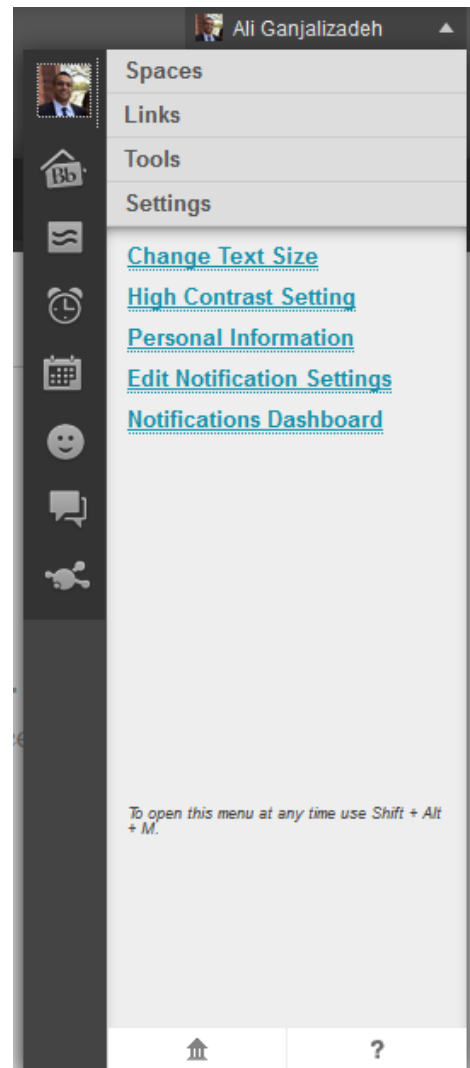 Ali Ganjalizadeh
Spaces
Links
Tools
Settings
Bb
Change Text Size
High Contrast Setting
Personal Information
Edit Notification Settings
Notifications Dashboard
To open this menu at any time use Shift + Alt
+ M.
?